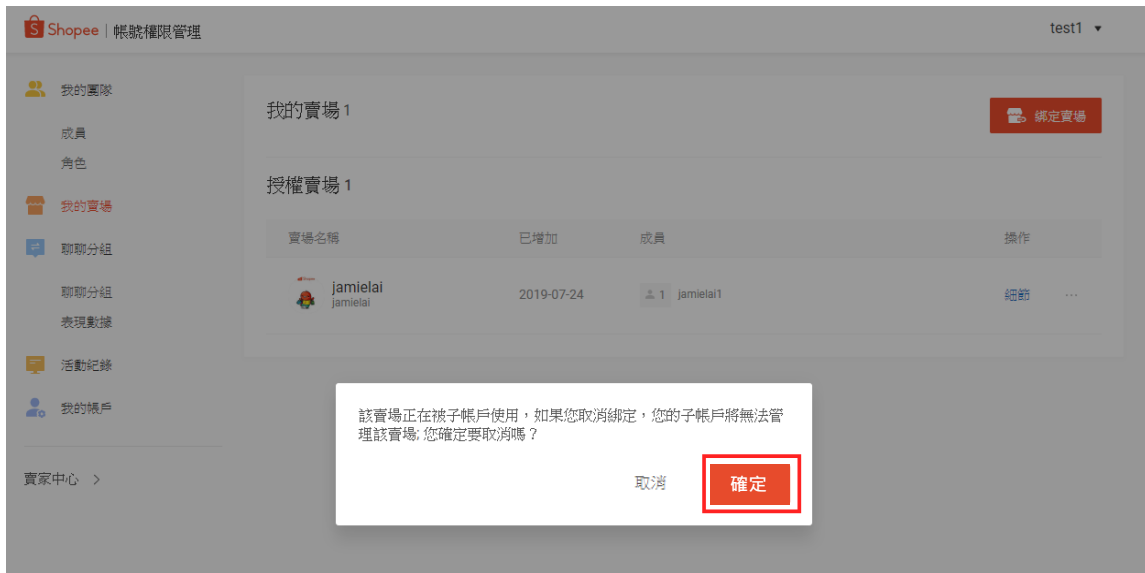 Shopee | 帳號權限管理
test1
我的團隊
成員
角色
我的賣場
聊聊分組
聊聊分組
表現數據
活動紀錄
我的帳戶
賣家中心 >
我的賣場 1
綁定賣場
授權賣場 1
賣場名稱 已增加 成員 操作
jamielai
jamielai
2019-07-24
1 jamielai1
細節 ...
該賣場正在被子帳戶使用，如果您取消綁定，您的子帳戶將無法管
理該賣場; 您確定要取消嗎？
取消
確定